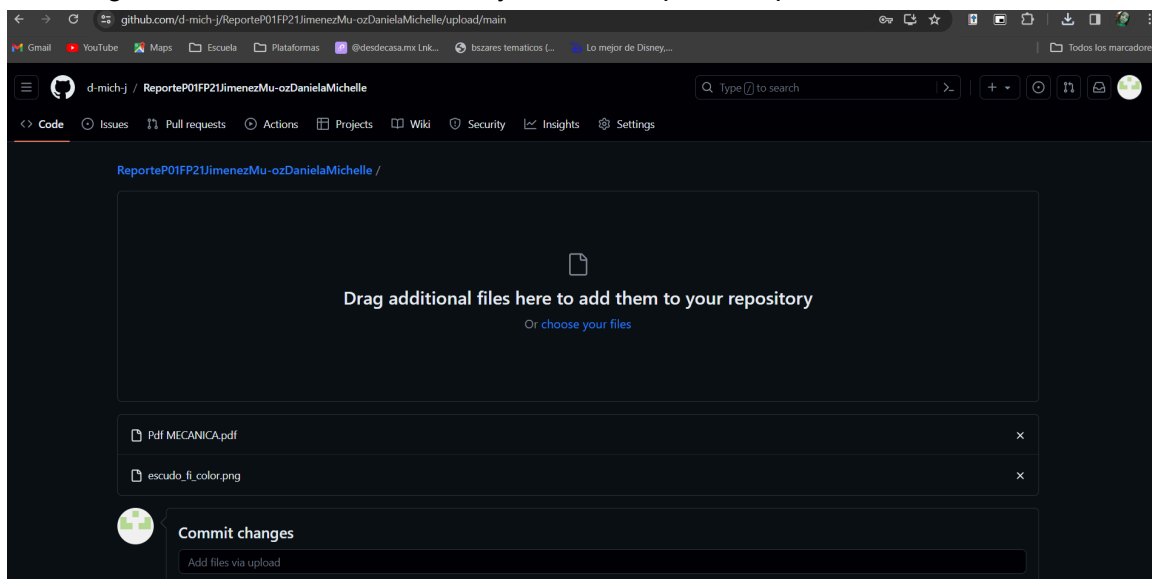 github.com/d-mich-j/ReporteP01FP21JimenezMu-ozDanielaMichelle/upload/main
Gmail YouTube Maps Escuela Plataformas @desdecasa.mx Lnk... bszares tematicos (... Lo mejor de Disney,... Todos los marcadore
d-mich-j / ReporteP01FP21JimenezMu-ozDanielaMichelle Type / to search
<> Code Issues Pull requests Actions Projects Wiki Security Insights Settings
ReporteP01FP21JimenezMu-ozDanielaMichelle /
Drag additional files here to add them to your repository
Or choose your files
Pdf MECANICA.pdf
escudo_fi_color.png
Commit changes
Add files via upload